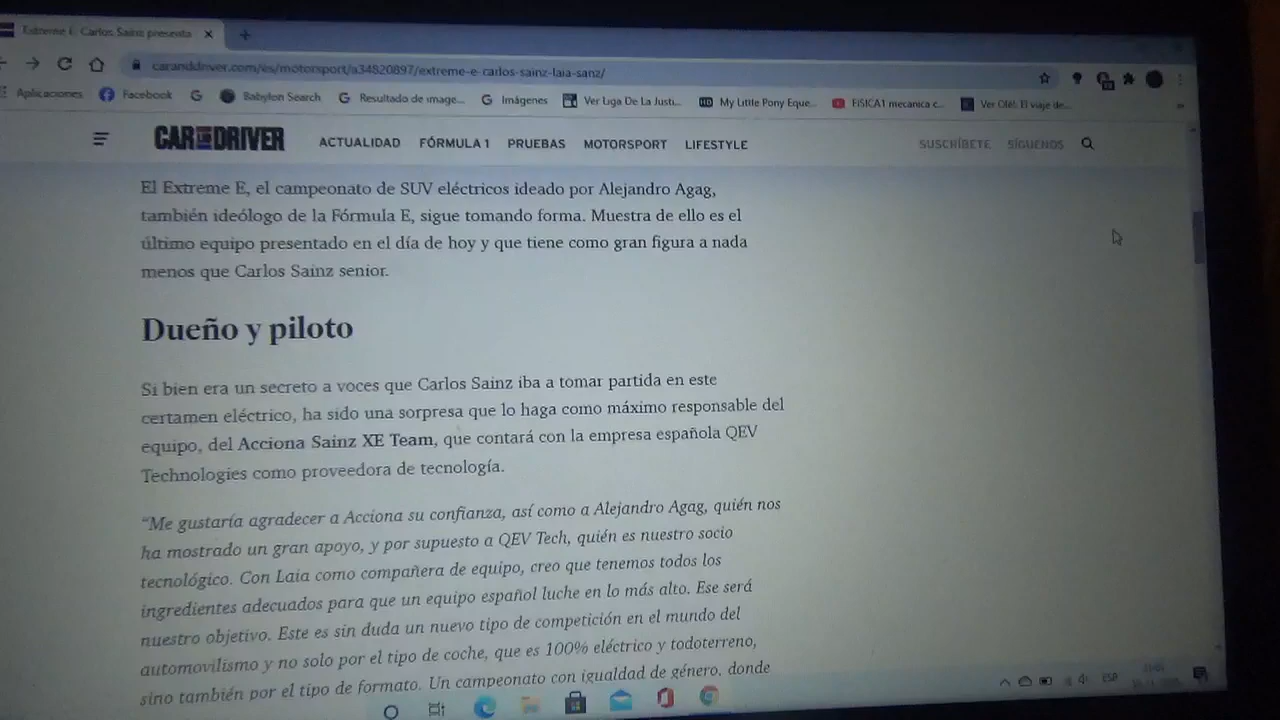 Extreme E: Carlos Sainz presenta
caranddriver.com/es/motorsport/a34820897/extreme-e-carlos-sainz-laia-sanz/
Aplicaciones Facebook Babylon Search Resultado de image... Imágenes Ver Liga De La Justi... My Little Pony Eque... FISICA1 mecanica c... Ver Olé!: El viaje de...
CAR AND DRIVER ACTUALIDAD FÓRMULA 1 PRUEBAS MOTORSPORT LIFESTYLE SUSCRÍBETE SÍGUENOS
El Extreme E, el campeonato de SUV eléctricos ideado por Alejandro Agag,
también ideólogo de la Fórmula E, sigue tomando forma. Muestra de ello es el
último equipo presentado en el día de hoy y que tiene como gran figura a nada
menos que Carlos Sainz senior.
Dueño y piloto
Si bien era un secreto a voces que Carlos Sainz iba a tomar partida en este
certamen eléctrico, ha sido una sorpresa que lo haga como máximo responsable del
equipo, del Acciona Sainz XE Team, que contará con la empresa española QEV
Technologies como proveedora de tecnología.
“Me gustaría agradecer a Acciona su confianza, así como a Alejandro Agag, quién nos
ha mostrado un gran apoyo, y por supuesto a QEV Tech, quién es nuestro socio
tecnológico. Con Laia como compañera de equipo, creo que tenemos todos los
ingredientes adecuados para que un equipo español luche en lo más alto. Ese será
nuestro objetivo. Este es sin duda un nuevo tipo de competición en el mundo del
automovilismo y no solo por el tipo de coche, que es 100% eléctrico y todoterreno,
sino también por el tipo de formato. Un campeonato con igualdad de género, donde
ESP